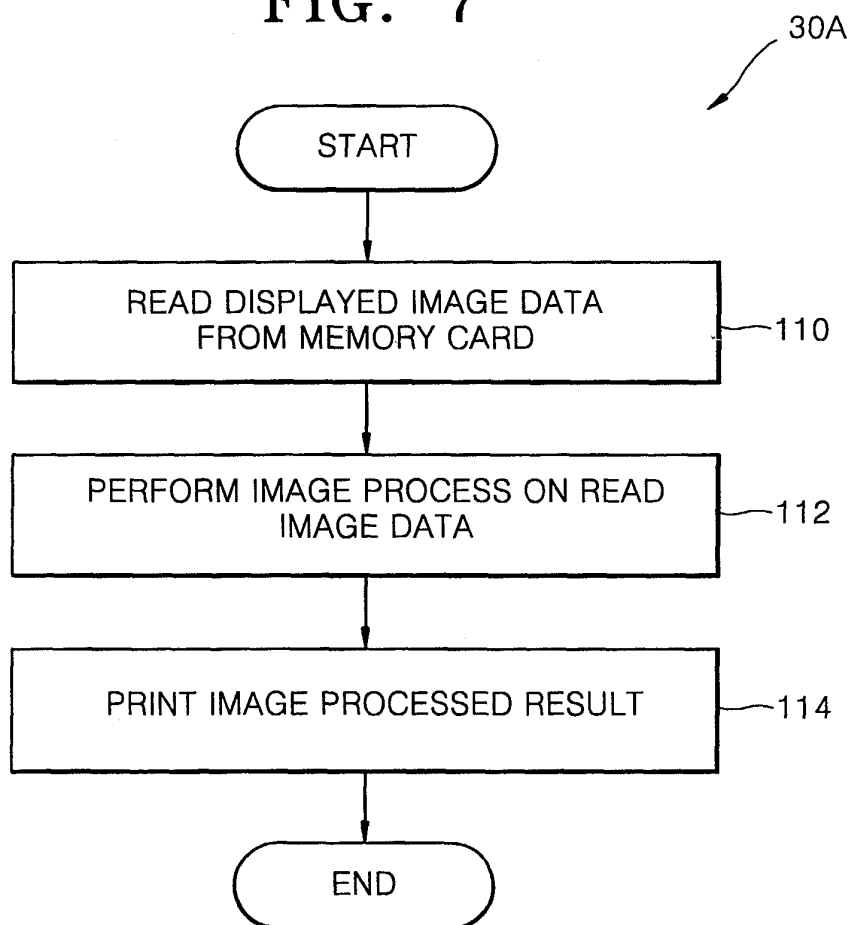 FIG. 7
30A
START
READ DISPLAYED IMAGE DATA
FROM MEMORY CARD
110
PERFORM IMAGE PROCESS ON READ
IMAGE DATA
112
PRINT IMAGE PROCESSED RESULT
114
END